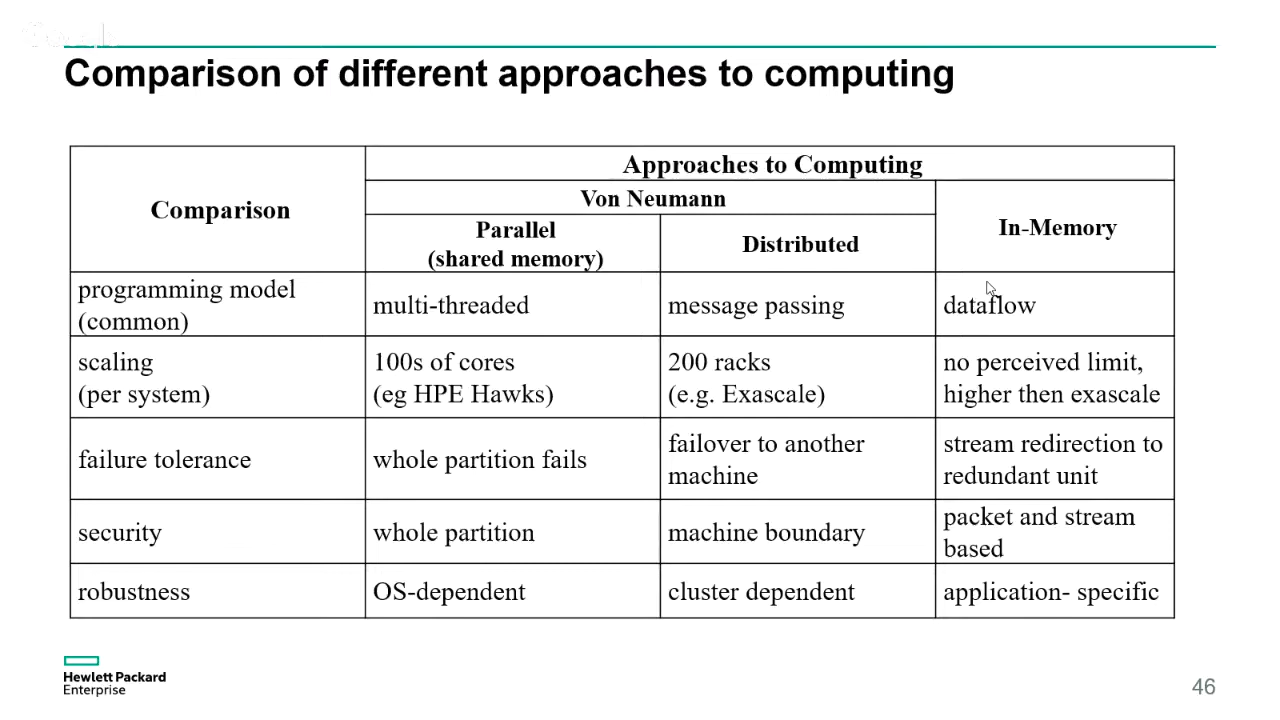 Comparison of different approaches to computing
Comparison
Approaches to Computing
Von Neumann
In-Memory
Parallel
(shared memory)
Distributed
programming model
(common)
multi-threaded
message passing
dataflow
scaling
(per system)
100s of cores
(eg HPE Hawks)
200 racks
(e.g. Exascale)
no perceived limit,
higher then exascale
failure tolerance
whole partition fails
failover to another
machine
stream redirection to
redundant unit
security
whole partition
machine boundary
packet and stream
based
robustness
OS-dependent
cluster dependent
application- specific
Hewlett Packard
Enterprise
46